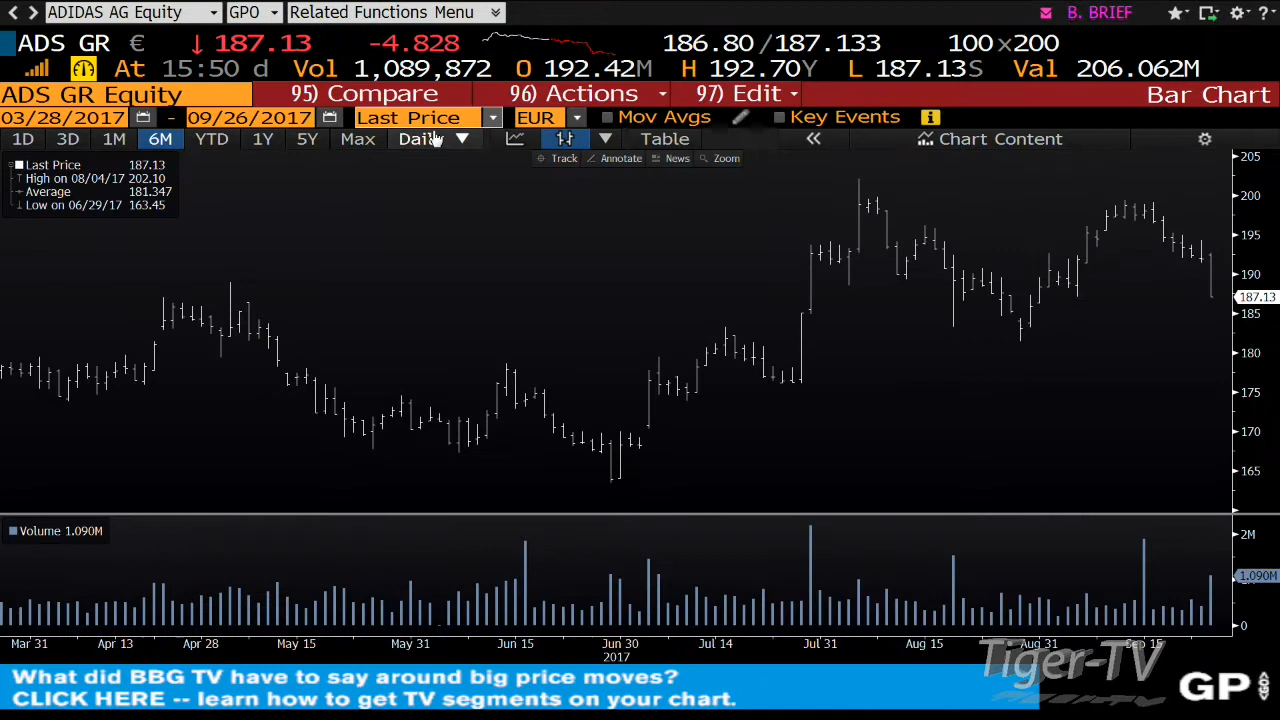 ADIDAS AG Equity GPO Related Functions Menu B. BRIEF
ADS GR € ↓ 187.13 -4.828 186.80 /187.133 100 x 200
At 15:50 d Vol 1,089,872 O 192.42M H 192.70Y L 187.13S Val 206.062M
ADS GR Equity 95) Compare 96) Actions 97) Edit Bar Chart
03/28/2017 - 09/26/2017 Last Price EUR Mov Avgs Key Events
1D 3D 1M 6M YTD 1Y 5Y Max Daily ▼ Table « Chart Content
Track Annotate News Zoom
Last Price 187.13
High on 08/04/17 202.10
Average 181.347
Low on 06/29/17 163.45
205
200
195
190
187.13
185
180
175
170
165
Volume 1.090M
2M
1.090M
0
Mar 31 Apr 13 Apr 28 May 15 May 31 Jun 15 Jun 30 Jul 14 Jul 31 Aug 15 Aug 31 Sep 15
2017
Tiger-TV
What did BBG TV have to say around big price moves?
CLICK HERE -- learn how to get TV segments on your chart.
GPO